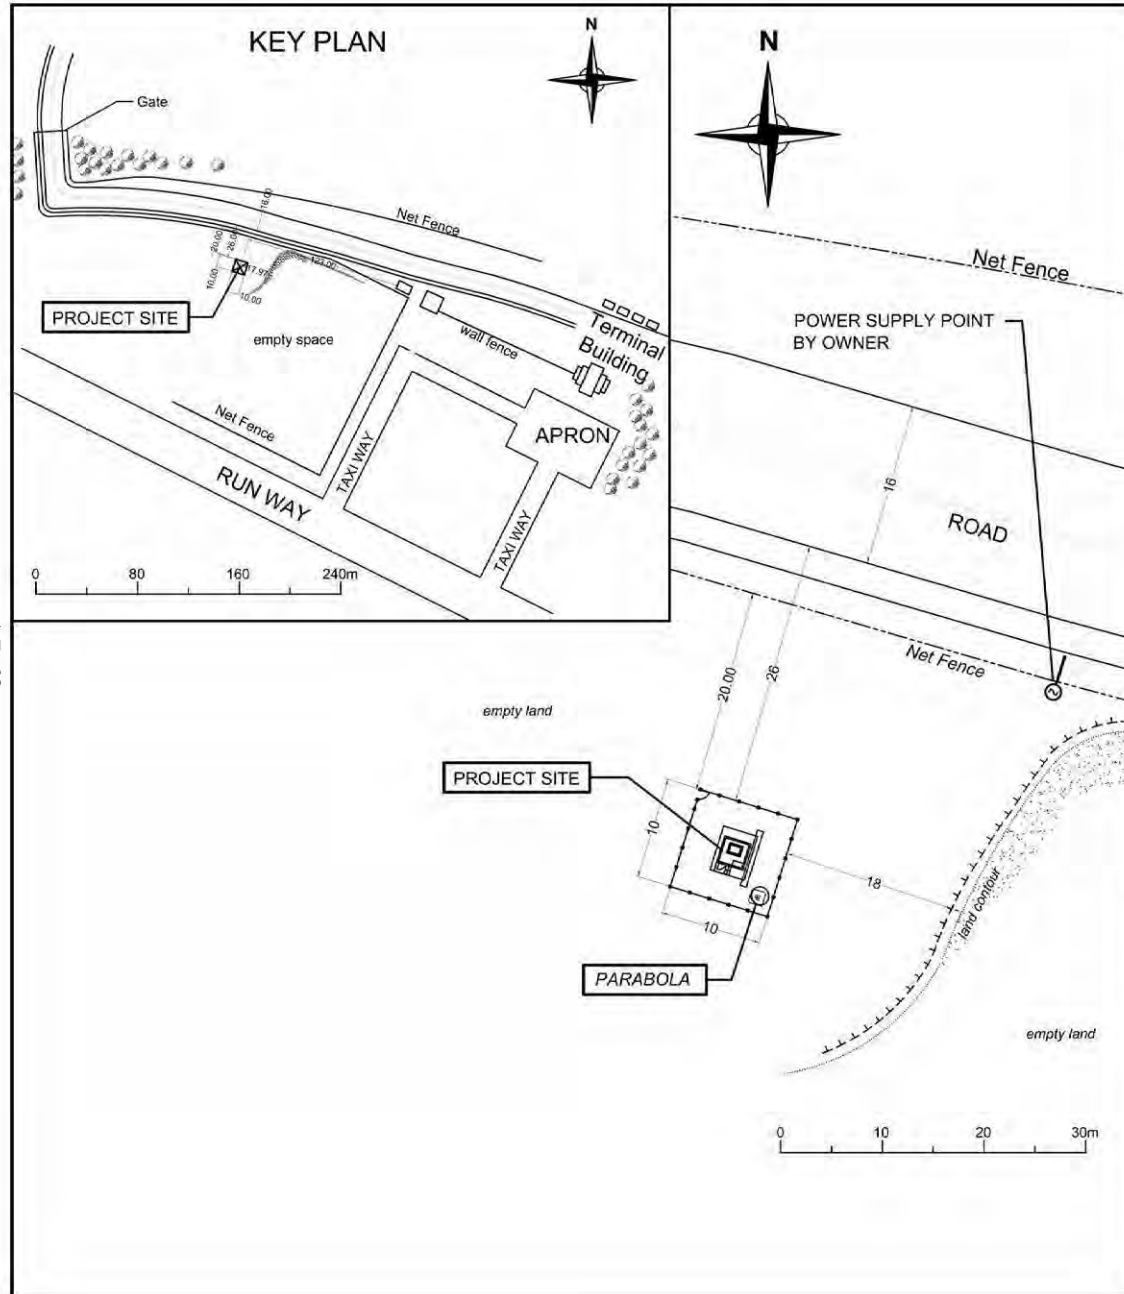 KEY PLAN
N
Gate
16.00
Net Fence
20.00
26.00
17.97
123.00
10.00
10.00
PROJECT SITE
empty space
wall fence
Terminal
Building
Net Fence
TAXI WAY
APRON
RUN WAY
TAXI WAY
0
80
160
240m
N
Net Fence
POWER SUPPLY POINT
BY OWNER
16
ROAD
20.00
26
Net Fence
empty land
PROJECT SITE
10
18
10
land contour
PARABOLA
empty land
0
10
20
30m